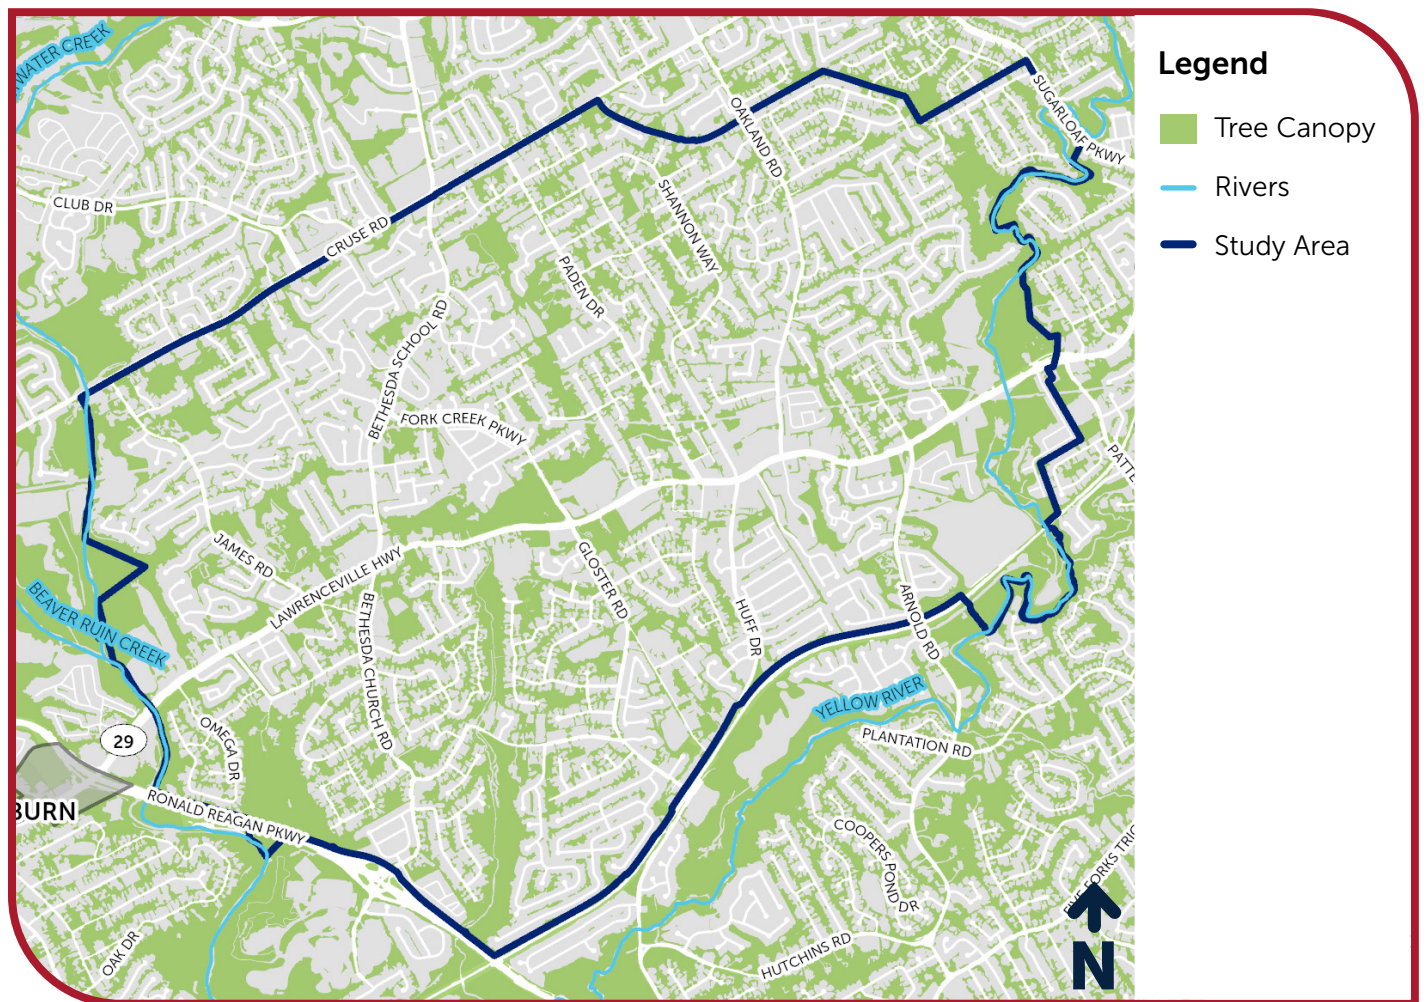 WATER CREEK
CLUB DR
CRUSE RD
OAKLAND RD
SUGARLOAF PKWY
SHANNON WAY
PADEN DR
BETHESDA SCHOOL RD
FORK CREEK PKWY
JAMES RD
LAWRENCEVILLE HWY
GLOSTER RD
HUFF DR
ARNOLD RD
BEAVER RUIN CREEK
BETHESDA CHURCH RD
OMEGA DR
29
BURN
RONALD REAGAN PKWY
YELLOW RIVER
PLANTATION RD
COOPERS POND DR
HUTCHINS RD
OAK DR
FORKS
N
Legend
Tree Canopy
Rivers
Study Area